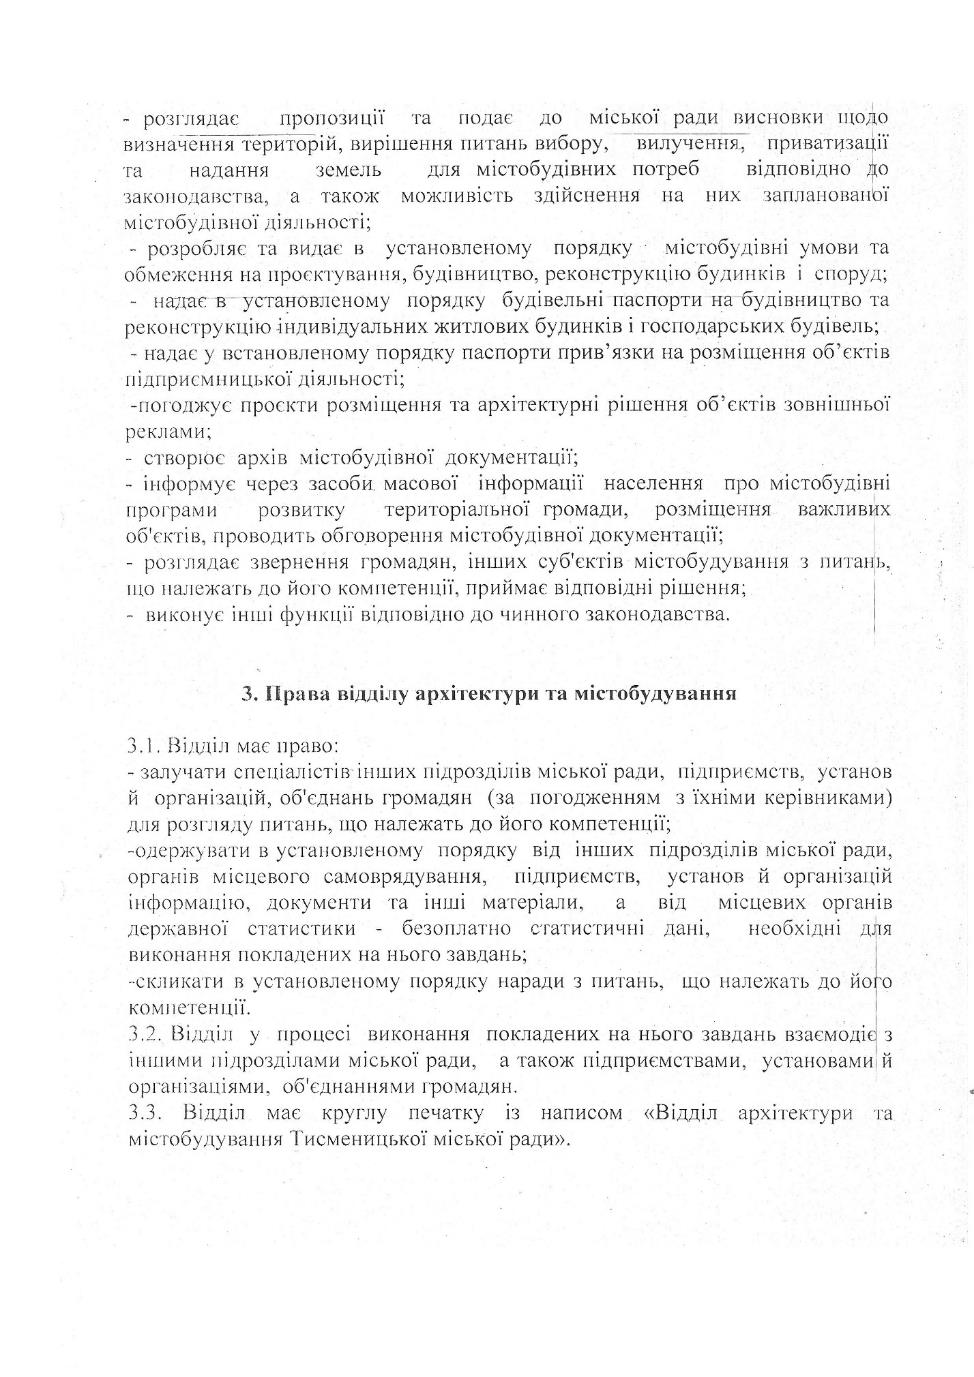 - розглядає пропозиції та подає до міської ради висновки щодо
визначення територій, вирішення питань вибору, вилучення, приватизації
та надання земель для містобудівних потреб відповідно до
законодавства, а також можливість здійснення на них запланованої
містобудівної діяльності;
- розробляє та видає в установленому порядку містобудівні умови та
обмеження на проєктування, будівництво, реконструкцію будинків і споруд;
- надає в установленому порядку будівельні паспорти на будівництво та
реконструкцію індивідуальних житлових будинків і господарських будівель;
- надає у встановленому порядку паспорти прив’язки на розміщення об’єктів
підприємницької діяльності;
-погоджує проєкти розміщення та архітектурні рішення об’єктів зовнішньої
реклами;
- створює архів містобудівної документації;
- інформує через засоби масової інформації населення про містобудівні
програми розвитку територіальної громади, розміщення важливих
об'єктів, проводить обговорення містобудівної документації;
- розглядає звернення громадян, інших суб'єктів містобудування з питань,
що належать до його компетенції, приймає відповідні рішення;
- виконує інші функції відповідно до чинного законодавства.
3. Права відділу архітектури та містобудування
3.1. Відділ має право:
- залучати спеціалістів інших підрозділів міської ради, підприємств, установ
й організацій, об'єднань громадян (за погодженням з їхніми керівниками)
для розгляду питань, що належать до його компетенції;
-одержувати в установленому порядку від інших підрозділів міської ради,
органів місцевого самоврядування, підприємств, установ й організацій
інформацію, документи та інші матеріали, а від місцевих органів
державної статистики - безоплатно статистичні дані, необхідні для
виконання покладених на нього завдань;
-скликати в установленому порядку наради з питань, що належать до його
компетенції.
3.2. Відділ у процесі виконання покладених на нього завдань взаємодіє з
іншими підрозділами міської ради, а також підприємствами, установами й
організаціями, об'єднаннями громадян.
3.3. Відділ має круглу печатку із написом «Відділ архітектури та
містобудування Тисменицької міської ради».